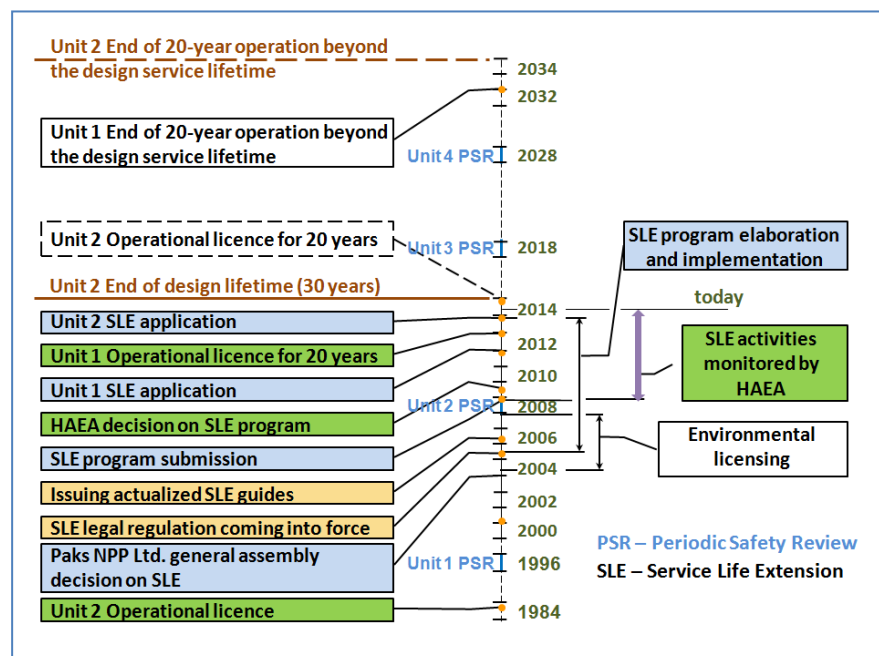 Unit 2 End of 20-year operation beyond
the design service lifetime
Unit 1 End of 20-year operation beyond
the design service lifetime
Unit 2 Operational licence for 20 years
Unit 2 End of design lifetime (30 years)
Unit 2 SLE application
Unit 1 Operational licence for 20 years
Unit 1 SLE application
HAEA decision on SLE program
SLE program submission
Issuing actualized SLE guides
SLE legal regulation coming into force
Paks NPP Ltd. general assembly
decision on SLE
Unit 2 Operational licence
Unit 4 PSR
Unit 3 PSR
Unit 2 PSR
Unit 1 PSR
2034
2032
2028
2018
2014
2012
2010
2008
2006
2004
2002
2000
1996
1984
SLE program elaboration
and implementation
today
SLE activities
monitored by
HAEA
Environmental
licensing
PSR – Periodic Safety Review
SLE – Service Life Extension